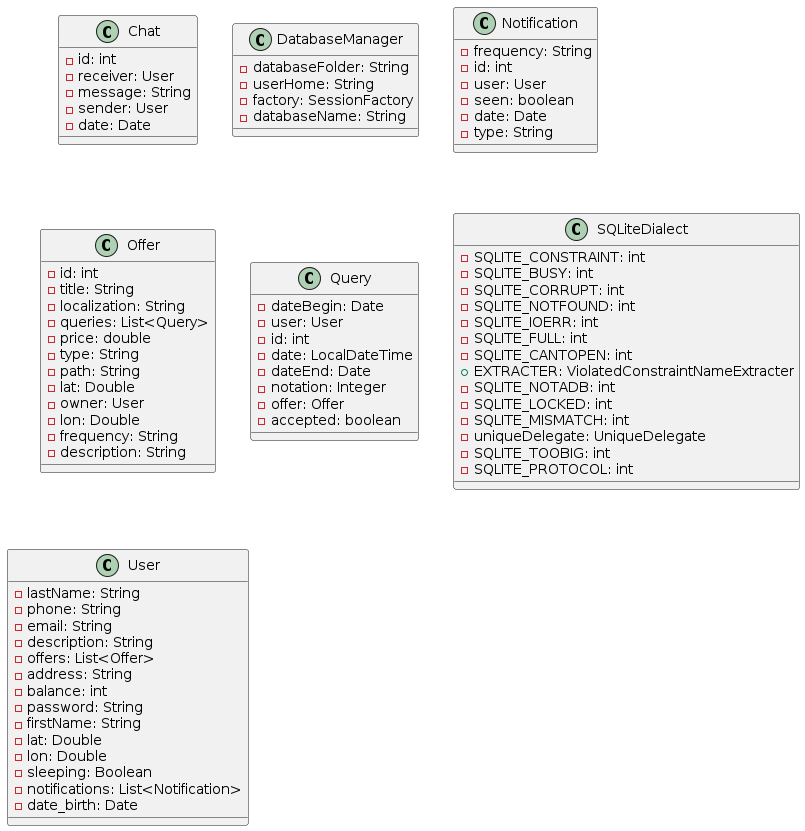 C Chat
id: int
receiver: User
message: String
sender: User
date: Date
C DatabaseManager
databaseFolder: String
userHome: String
factory: SessionFactory
databaseName: String
C Notification
frequency: String
id: int
user: User
seen: boolean
date: Date
type: String
C Offer
id: int
title: String
localization: String
queries: List<Query>
price: double
type: String
path: String
lat: Double
owner: User
lon: Double
frequency: String
description: String
C Query
dateBegin: Date
user: User
id: int
date: LocalDateTime
dateEnd: Date
notation: Integer
offer: Offer
accepted: boolean
C SQLiteDialect
SQLITE_CONSTRAINT: int
SQLITE_BUSY: int
SQLITE_CORRUPT: int
SQLITE_NOTFOUND: int
SQLITE_IOERR: int
SQLITE_FULL: int
SQLITE_CANTOPEN: int
EXTRACTER: ViolatedConstraintNameExtracter
SQLITE_NOTADB: int
SQLITE_LOCKED: int
SQLITE_MISMATCH: int
uniqueDelegate: UniqueDelegate
SQLITE_TOOBIG: int
SQLITE_PROTOCOL: int
C User
lastName: String
phone: String
email: String
description: String
offers: List<Offer>
address: String
balance: int
password: String
firstName: String
lat: Double
lon: Double
sleeping: Boolean
notifications: List<Notification>
date_birth: Date